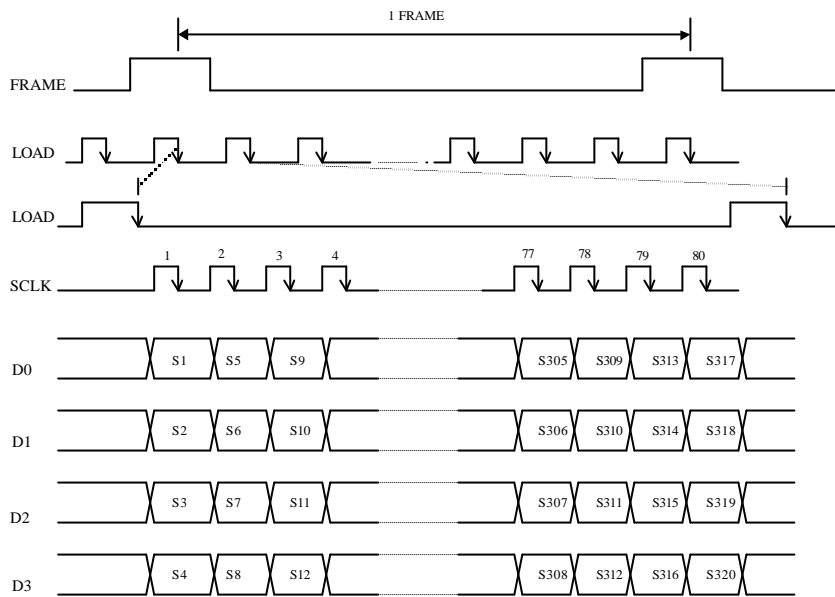 1 FRAME
FRAME
LOAD
LOAD
1 2 3 4 77 78 79 80
SCLK
D0 S1 S5 S9 S305 S309 S313 S317
D1 S2 S6 S10 S306 S310 S314 S318
D2 S3 S7 S11 S307 S311 S315 S319
D3 S4 S8 S12 S308 S312 S316 S320